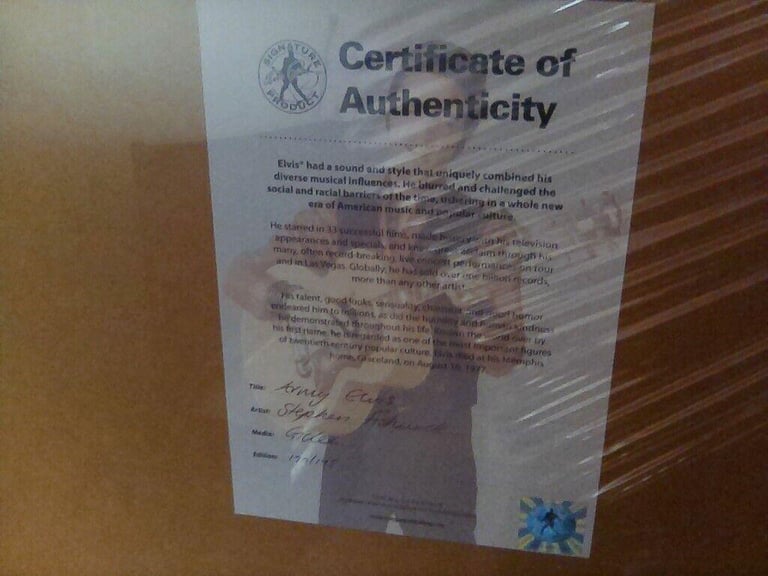 SIGNATURE
PRODUCT
Certificate of
Authenticity
Elvis® had a sound and style that uniquely combined his
diverse musical influences. He blurred and challenged the
social and racial barriers of the time, ushering in a whole new
era of American music and popular culture.
He starred in 33 successful films, made history with his television
appearances and specials, and knew great acclaim through his
many, often record-breaking, live concert performances on tour
and in Las Vegas. Globally, he has sold over one billion records,
more than any other artist.
His talent, good looks, sensuality, charisma, and good humor
endeared him to millions, as did the humility and human kindness
he demonstrated throughout his life. Known the world over by
his first name, he is regarded as one of the most important figures
of twentieth century popular culture. Elvis died at his Memphis
home, Graceland, on August 16, 1977.
Title: Army Elvis
Artist: Stephen
Media:
Edition: